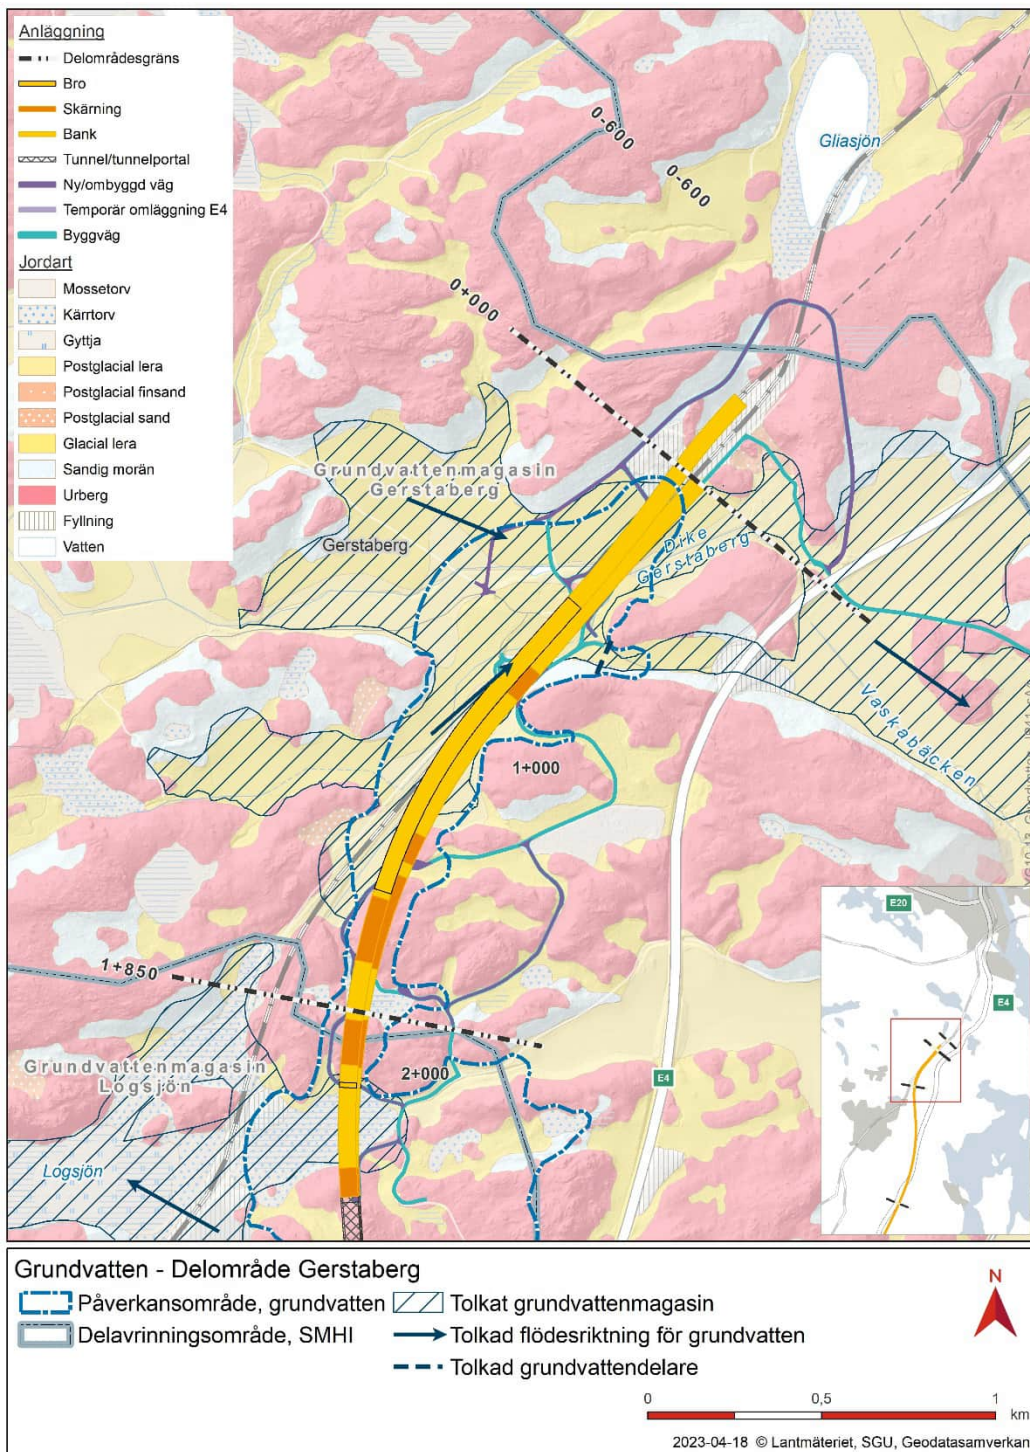 Anläggning
Delområdesgräns
Bro
Skärning
Bank
Tunnel/tunnelportal
Ny/ombyggd väg
Temporär omläggning E4
Byggväg
Jordart
Mossetorv
Kärrtorv
Gyttja
Postglacial lera
Postglacial finsand
Postglacial sand
Glacial lera
Sandig morän
Urberg
Fyllning
Vatten
0-600
0-600
Gliasjön
0+000
Grundvattenmagasin
Gerstaberg
Gerstaberg
Dike
Gerstaberg
Vaskabäcken
1+000
1+850
Grundvattenmagasin
Logsjön
2+000
E4
Logsjön
E20
E4
Grundvatten - Delområde Gerstaberg
Påverkansområde, grundvatten
Tolkat grundvattenmagasin
Delavrinningsområde, SMHI
Tolkad flödesriktning för grundvatten
Tolkad grundvattendelare
N
0 0,5 1
km
2023-04-18 © Lantmäteriet, SGU, Geodatasamverkan